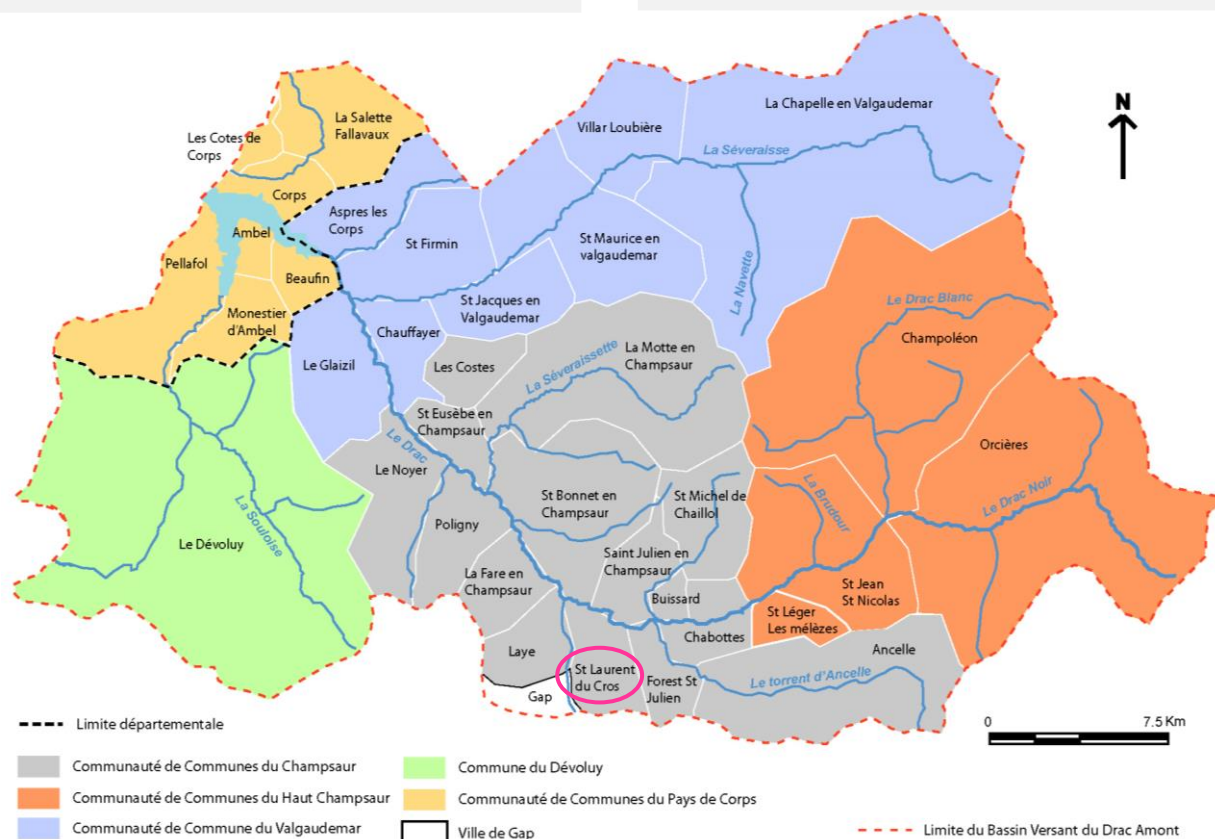 La Chapelle en Valgaudemar
N
La Salette
Fallavaux
Villar Loubière
Les Cotes de
Corps
La Séveraisse
Corps
Aspres les
Corps
Ambel
St Firmin
St Maurice en
valgaudemar
Pellafol
Beaufin
La Navette
St Jacques en
Valgaudemar
Le Drac Blanc
Monestier
d'Ambel
Chauffayer
Champoléon
La Motte en
Champsaur
Le Glaizil
Les Costes
La Séveraissette
St Eusèbe en
Champsaur
Orcières
Le Drac
Le Noyer
La Brudour
St Bonnet en
Champsaur
St Michel de
Chaillol
Le Drac Noir
La Souloise
Poligny
Le Dévoluy
Saint Julien en
Champsaur
La Fare en
Champsaur
St Jean
St Nicolas
Buissard
St Léger
Les mélèzes
Chabottes
Laye
Ancelle
St Laurent
du Cros
Forest St
Julien
Le torrent d'Ancelle
Gap
0 7.5 Km
Limite départementale
Communauté de Communes du Champsaur
Commune du Dévoluy
Communauté de Communes du Haut Champsaur
Communauté de Communes du Pays de Corps
Communauté de Commune du Valgaudemar
Ville de Gap
Limite du Bassin Versant du Drac Amont